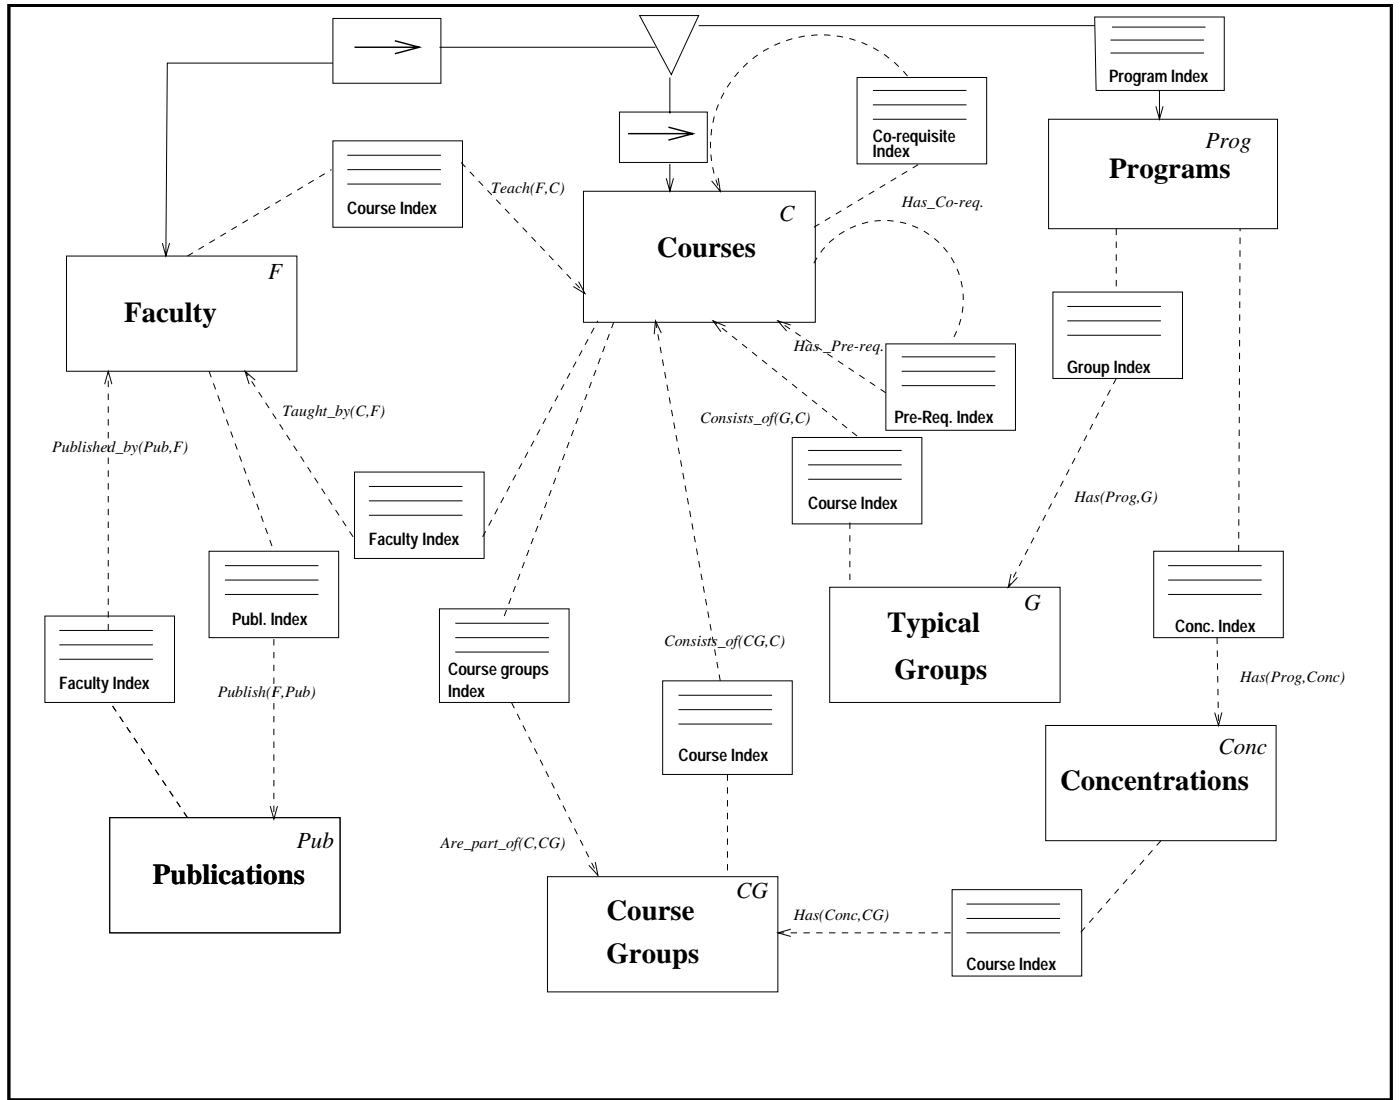 Program Index
Co-requisite
Index
Prog
Programs
Course Index
Teach(F,C)
Has_Co-req.
C
Courses
F
Faculty
Has_Pre-req.
Group Index
Pre-Req. Index
Taught_by(C,F)
Consists_of(G,C)
Published_by(Pub,F)
Course Index
Has(Prog,G)
Faculty Index
G
Typical
Groups
Publ. Index
Conc. Index
Consists_of(CG,C)
Course groups
Index
Faculty Index
Publish(F,Pub)
Has(Prog,Conc)
Course Index
Conc
Concentrations
Pub
Publications
Are_part_of(C,CG)
CG
Course
Groups
Has(Conc,CG)
Course Index